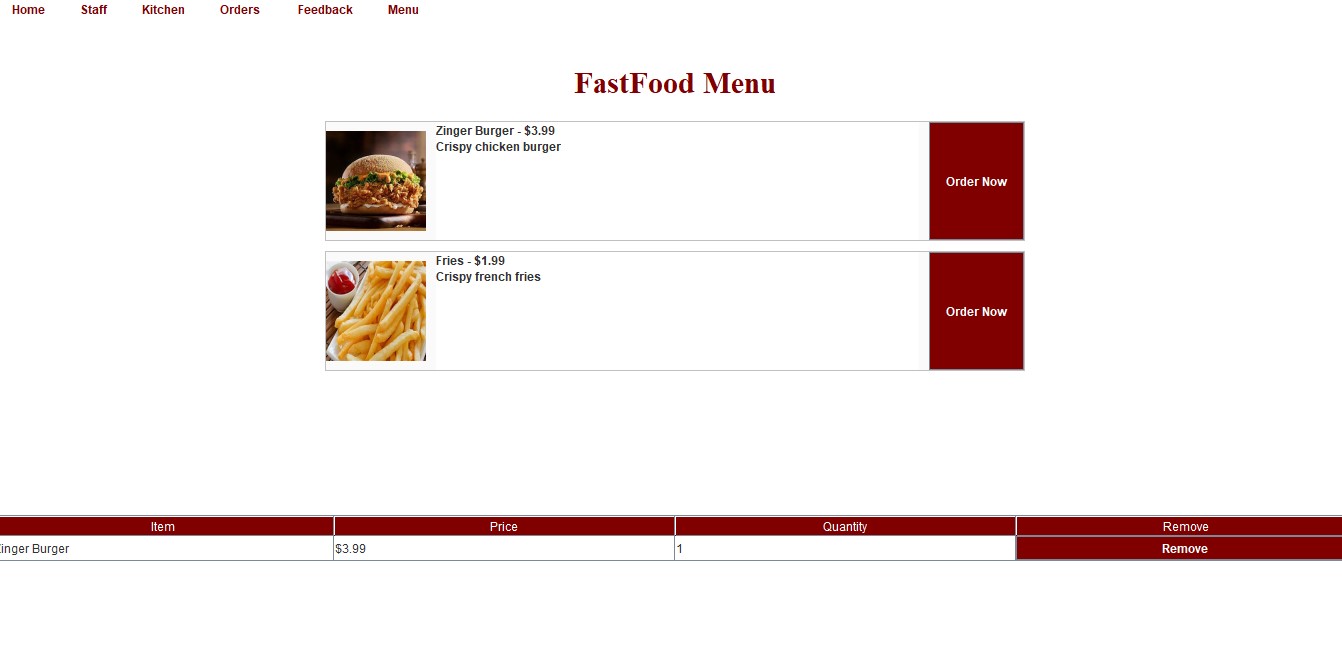 Home Staff Kitchen Orders Feedback Menu
FastFood Menu
Zinger Burger - $3.99
Crispy chicken burger
Order Now
Fries - $1.99
Crispy french fries
Order Now
Item Price Quantity Remove
inger Burger $3.99 1 Remove